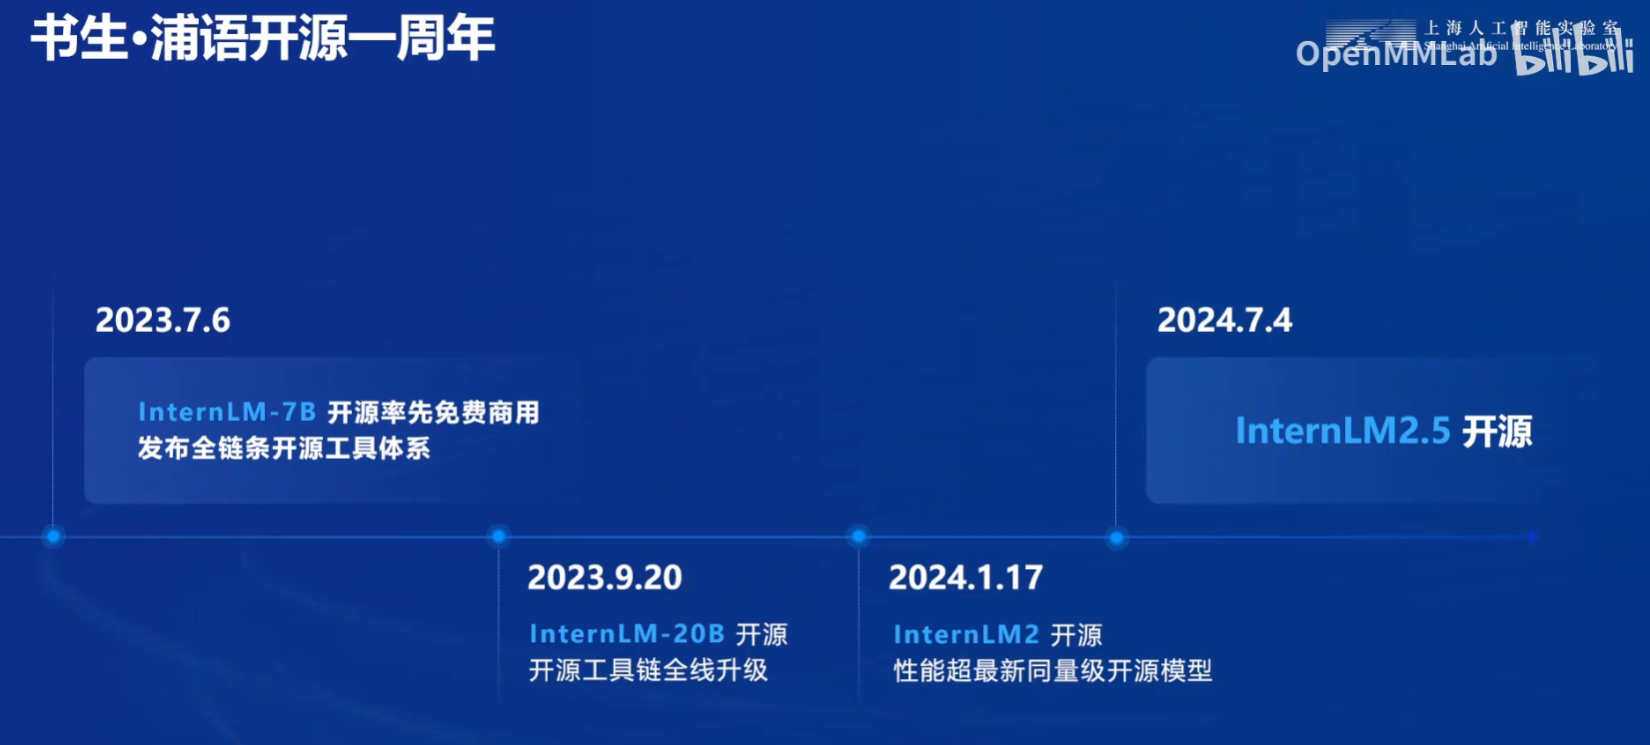 书生·浦语开源一周年
上海人工智能实验室
Shanghai Artificial Intelligence Laboratory
OpenMMLab bilibili
2023.7.6
InternLM-7B 开源率先免费商用
发布全链条开源工具体系
2023.9.20
InternLM-20B 开源
开源工具链全线升级
2024.1.17
InternLM2 开源
性能超最新同量级开源模型
2024.7.4
InternLM2.5 开源